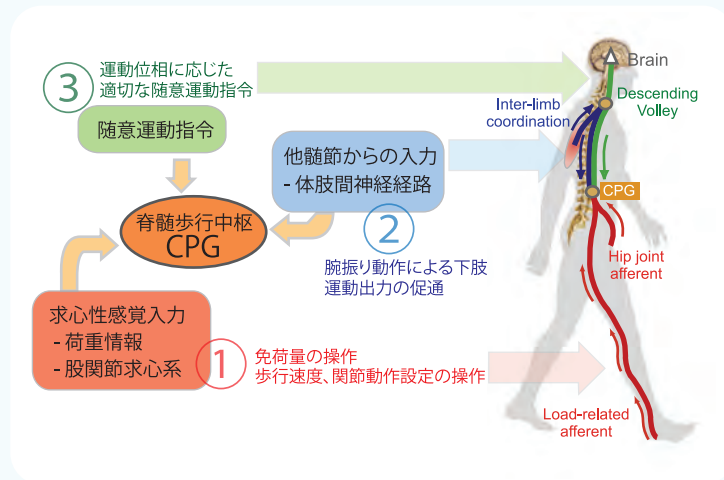 ③
運動位相に応じた
適切な随意運動指令
随意運動指令
他髄節からの入力
- 体肢間神経経路
脊髄歩行中枢
CPG
②
腕振り動作による下肢
運動出力の促通
求心性感覚入力
- 荷重情報
- 股関節求心系
①
免荷量の操作
歩行速度、関節動作設定の操作
Brain
Inter-limb
coordination
Descending
Volley
CPG
Hip joint
afferent
Load-related
afferent